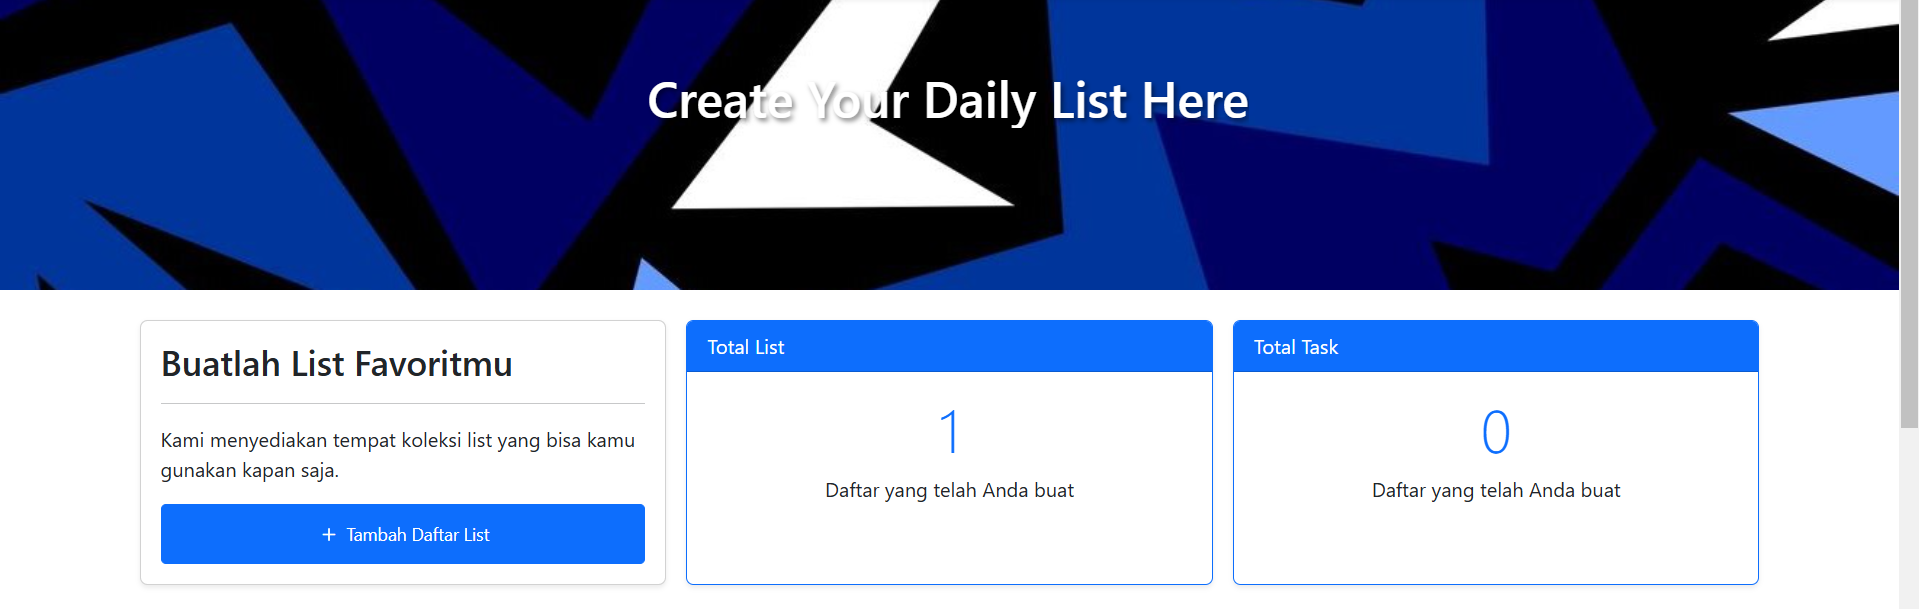 Create Your Daily List Here
Buatlah List Favoritmu
Kami menyediakan tempat koleksi list yang bisa kamu
gunakan kapan saja.
+ Tambah Daftar List
Total List
1
Daftar yang telah Anda buat
Total Task
0
Daftar yang telah Anda buat